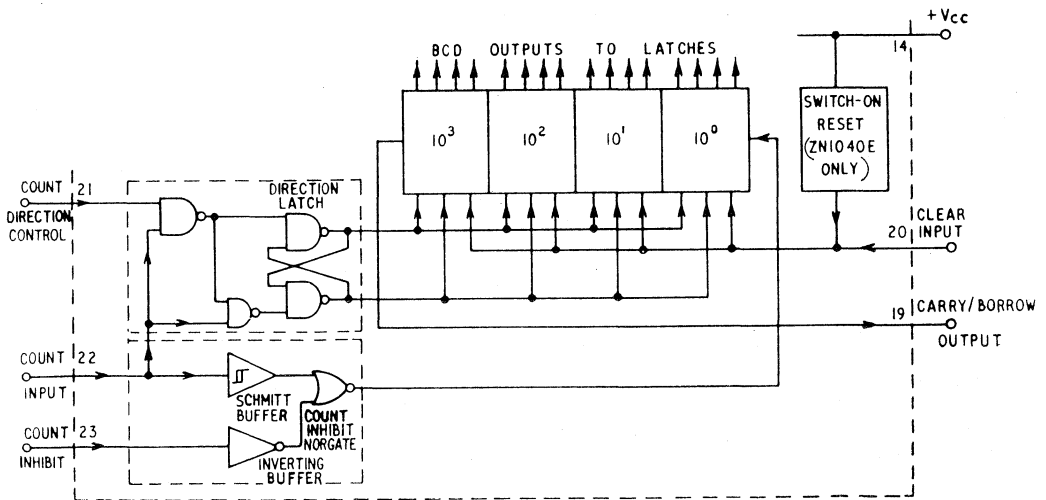 +Vcc
14
BCD OUTPUTS TO LATCHES
SWITCH-ON
RESET
(ZN1040E
ONLY)
10³
10²
10¹
10⁰
COUNT 21
DIRECTION
CONTROL
DIRECTION
LATCH
CLEAR
20 INPUT
19 CARRY/BORROW
OUTPUT
COUNT 22
INPUT
SCHMITT
BUFFER
COUNT
INHIBIT
NORGATE
COUNT 23
INHIBIT
INVERTING
BUFFER